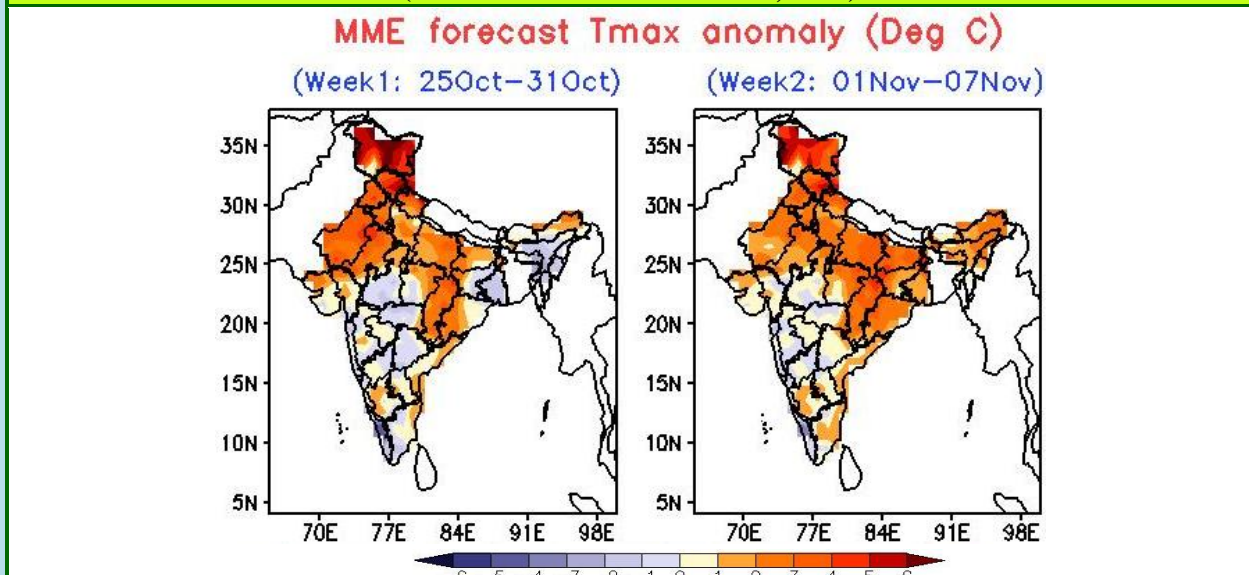 MME forecast Tmax anomaly (Deg C)
(Week1: 25Oct–31Oct) (Week2: 01Nov–07Nov)
35N 35N
30N 30N
25N 25N
20N 20N
15N 15N
10N 10N
5N 5N
70E 77E 84E 91E 98E 70E 77E 84E 91E 98E